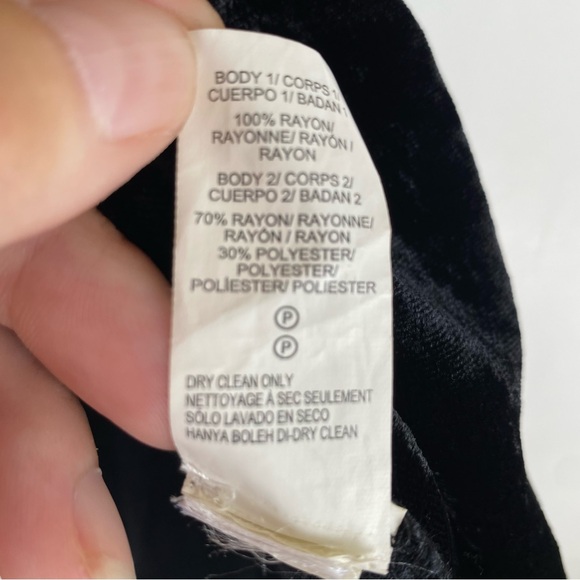 BODY 1/ CORPS 1/
CUERPO 1/ BADAN 1
100% RAYON/
RAYONNE/ RAYÓN /
RAYON
BODY 2/ CORPS 2/
CUERPO 2/ BADAN 2
70% RAYON/ RAYONNE/
RAYÓN / RAYON
30% POLYESTER/
POLYESTER/
POLIÉSTER/ POLIESTER
P
P
DRY CLEAN ONLY
NETTOYAGE À SEC SEULEMENT
SÓLO LAVADO EN SECO
HANYA BOLEH DI-DRY CLEAN